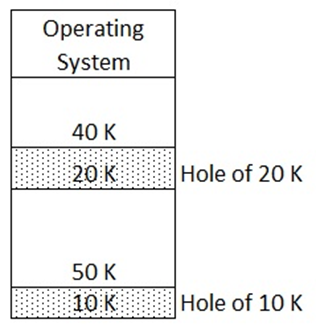 Operating
System
40 K
20 K Hole of 20 K
50 K
10 K Hole of 10 K